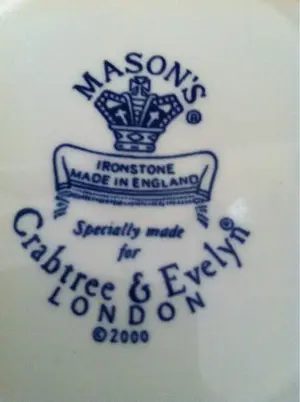 MASON'S®
IRONSTONE
MADE IN ENGLAND
Specially made
for
Crabtree & Evelyn®
LONDON
©2000